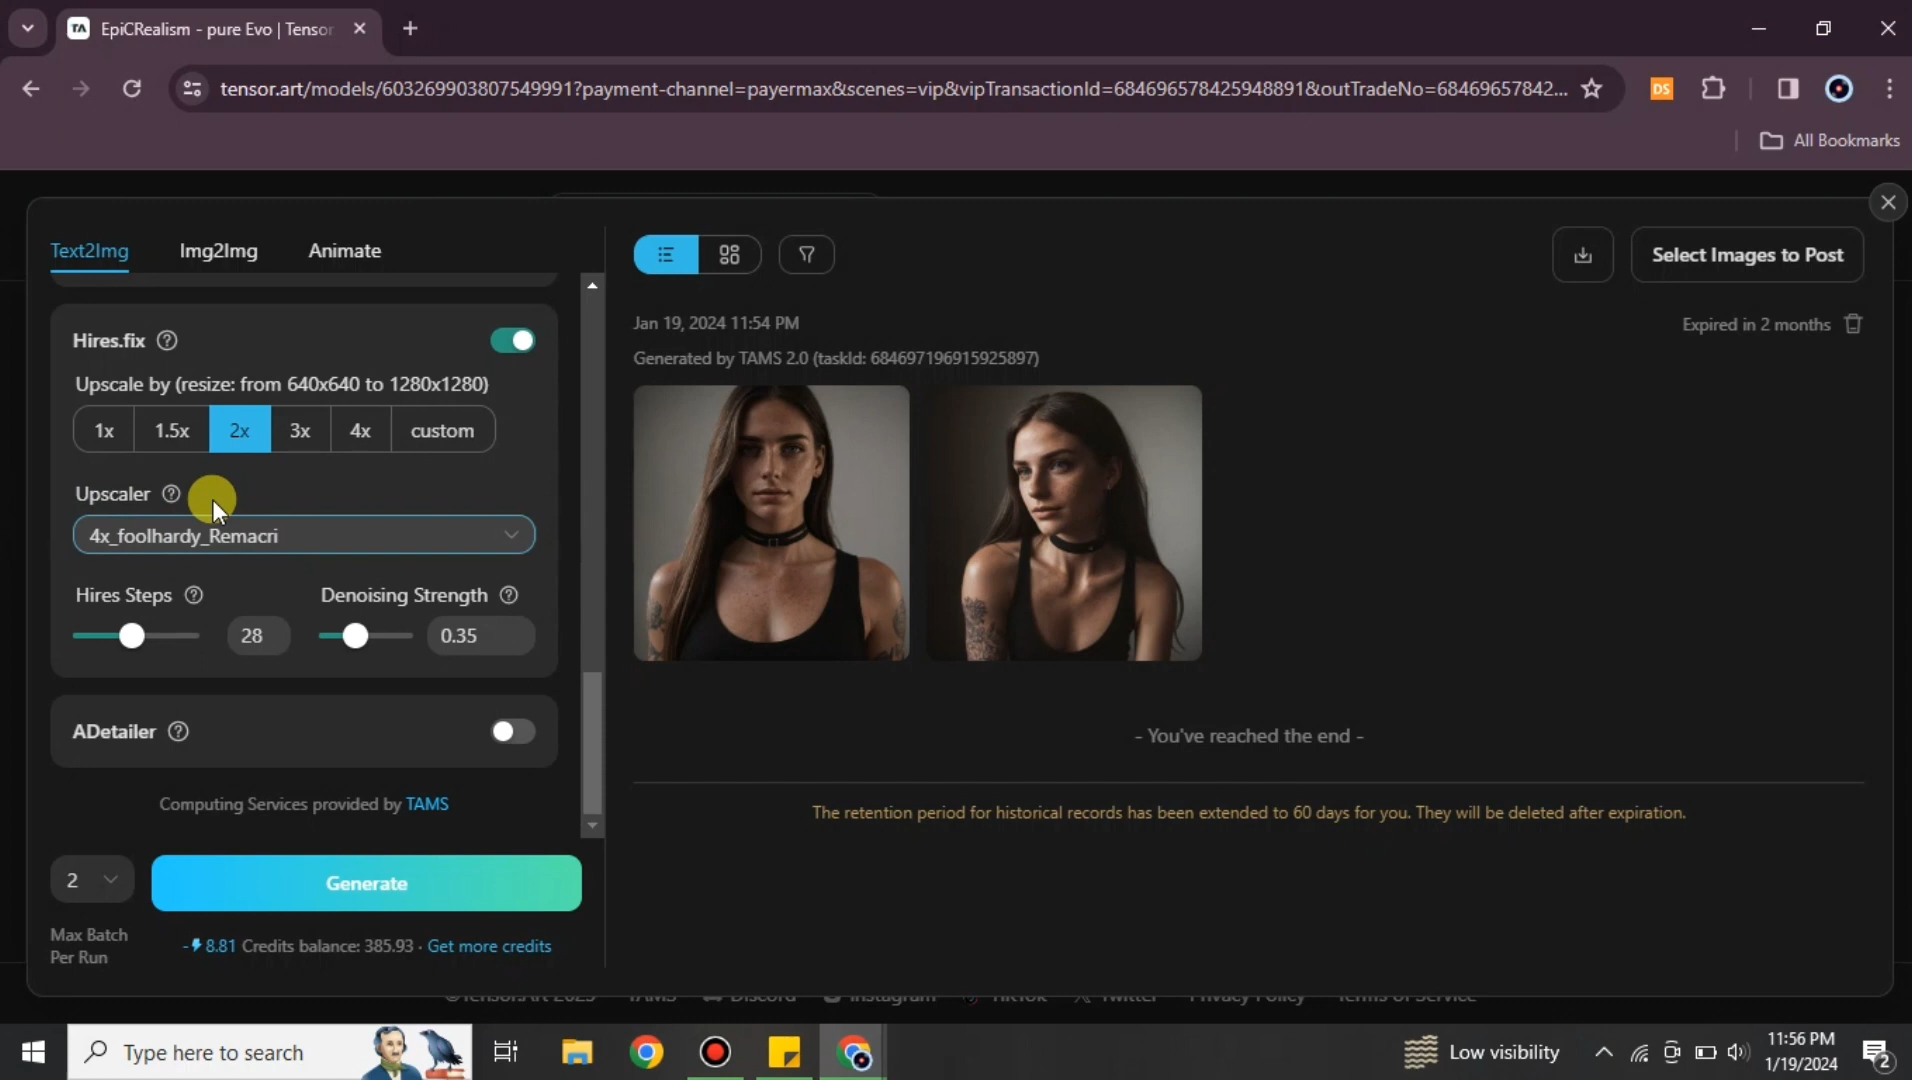 EpiCRealism - pure Evo | Tensor
tensor.art/models/603269903807549991?payment-channel=payermax&scenes=vip&vipTransactionId=684696578425948891&outTradeNo=68469657842...
DS
All Bookmarks
Text2Img Img2Img Animate
Select Images to Post
Jan 19, 2024 11:54 PM
Expired in 2 months
Generated by TAMS 2.0 (taskId: 684697196915925897)
Hires.fix
Upscale by (resize: from 640x640 to 1280x1280)
1x 1.5x 2x 3x 4x custom
Upscaler
4x_foolhardy_Remacri
Hires Steps Denoising Strength
28 0.35
ADetailer
- You've reached the end -
Computing Services provided by TAMS
The retention period for historical records has been extended to 60 days for you. They will be deleted after expiration.
2 Generate
Max Batch
Per Run
-8.81 Credits balance: 385.93 · Get more credits
Type here to search
Low visibility
11:56 PM
1/19/2024
2